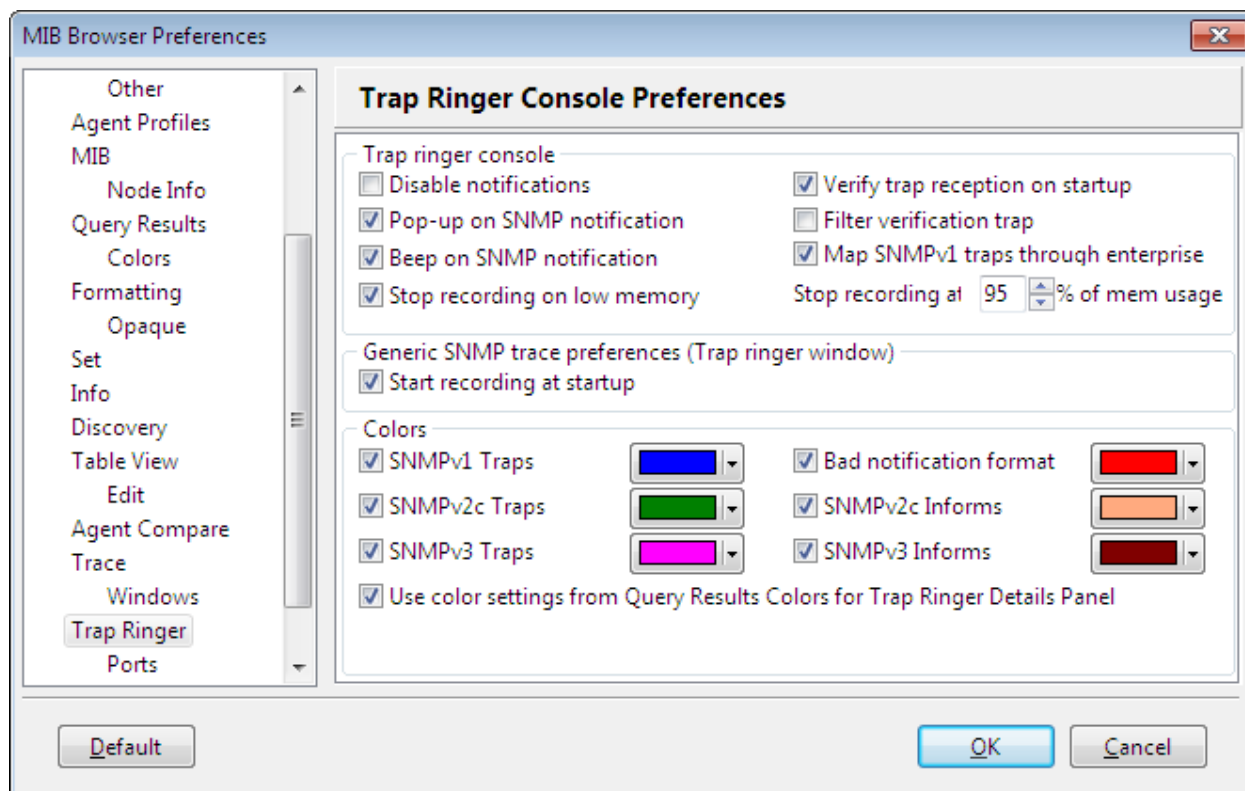 MIB Browser Preferences
Other
Agent Profiles
MIB
Node Info
Query Results
Colors
Formatting
Opaque
Set
Info
Discovery
Table View
Edit
Agent Compare
Trace
Windows
Trap Ringer
Ports
Trap Ringer Console Preferences
Trap ringer console
Disable notifications
Verify trap reception on startup
Pop-up on SNMP notification
Filter verification trap
Beep on SNMP notification
Map SNMPv1 traps through enterprise
Stop recording on low memory
Stop recording at 95 % of mem usage
Generic SNMP trace preferences (Trap ringer window)
Start recording at startup
Colors
SNMPv1 Traps
Bad notification format
SNMPv2c Traps
SNMPv2c Informs
SNMPv3 Traps
SNMPv3 Informs
Use color settings from Query Results Colors for Trap Ringer Details Panel
Default
OK
Cancel